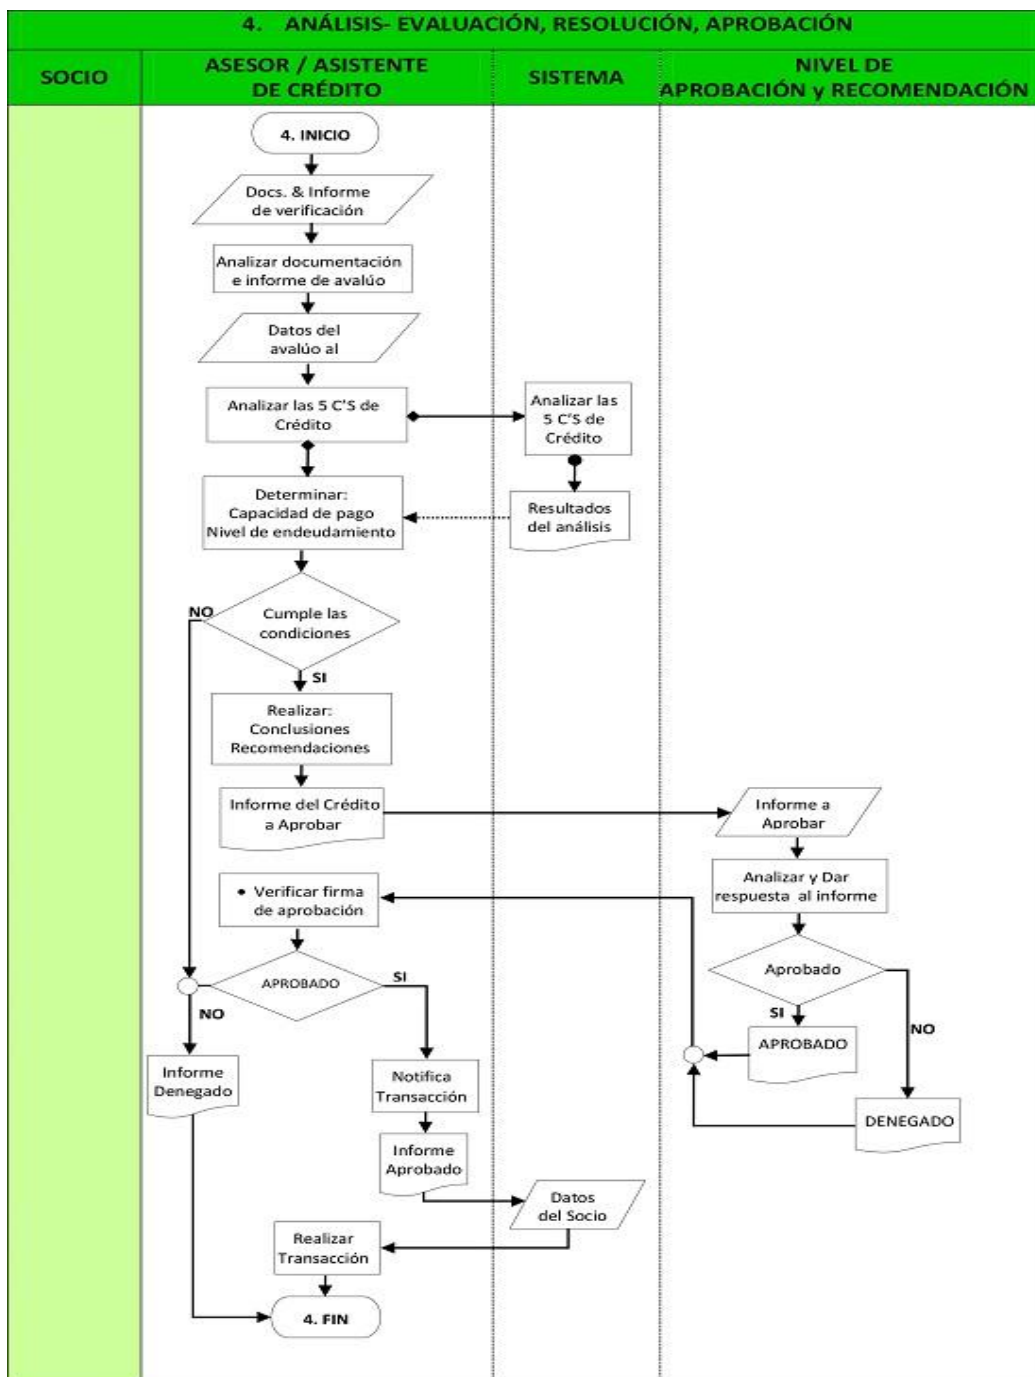 4. ANÁLISIS- EVALUACIÓN, RESOLUCIÓN, APROBACIÓN
SOCIO
ASESOR / ASISTENTE
DE CRÉDITO
SISTEMA
NIVEL DE
APROBACIÓN y RECOMENDACIÓN
4. INICIO
Docs. & Informe
de verificación
Analizar documentación
e informe de avalúo
Datos del
avalúo al
Analizar las 5 C'S de
Crédito
Analizar las
5 C'S de
Crédito
Determinar:
Capacidad de pago
Nivel de endeudamiento
Resultados
del análisis
NO
Cumple las
condiciones
SI
Realizar:
Conclusiones
Recomendaciones
Informe del Crédito
a Aprobar
Informe a
Aprobar
Analizar y Dar
respuesta al informe
• Verificar firma
de aprobación
Aprobado
APROBADO
SI
NO
SI
NO
APROBADO
Informe
Denegado
Notifica
Transacción
DENEGADO
Informe
Aprobado
Datos
del Socio
Realizar
Transacción
4. FIN